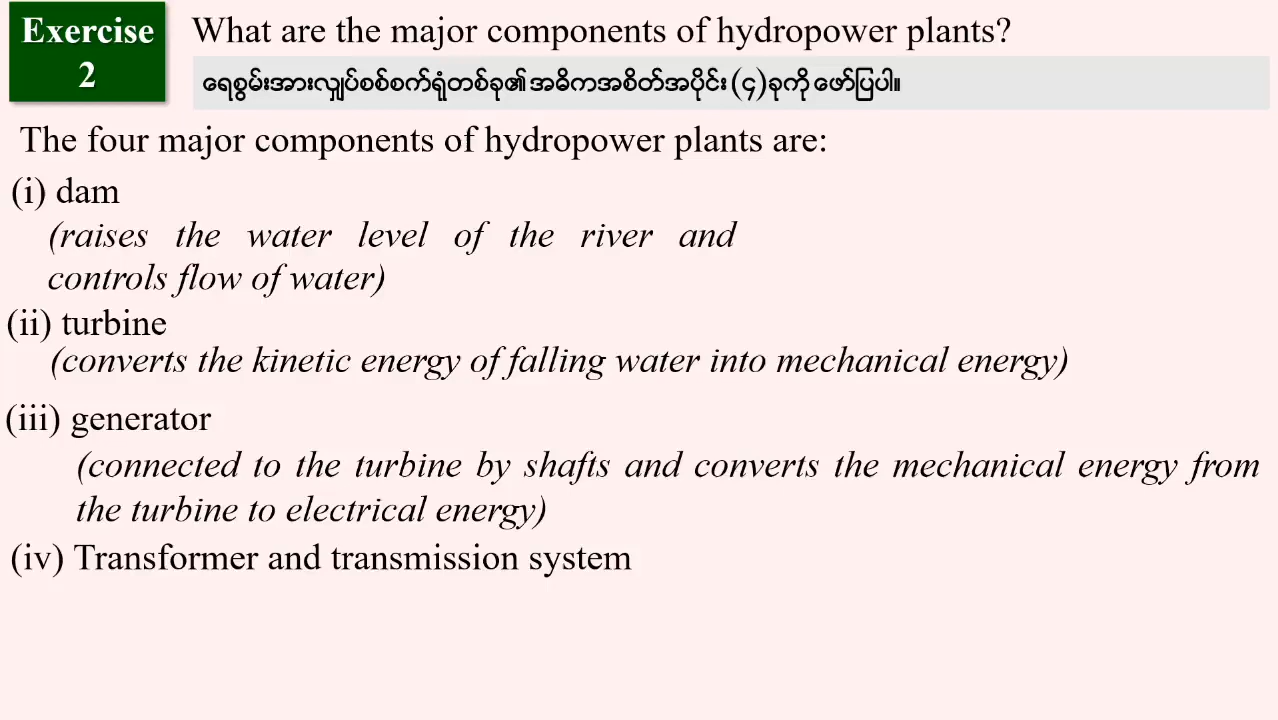 Exercise
2
What are the major components of hydropower plants?
ရေစွမ်းအားလျှပ်စစ်စက်ရုံတစ်ခု၏ အဓိကအစိတ်အပိုင်း (၄)ခုကို ဖော်ပြပါ။
The four major components of hydropower plants are:
(i) dam
(raises the water level of the river and
controls flow of water)
(ii) turbine
(converts the kinetic energy of falling water into mechanical energy)
(iii) generator
(connected to the turbine by shafts and converts the mechanical energy from
the turbine to electrical energy)
(iv) Transformer and transmission system